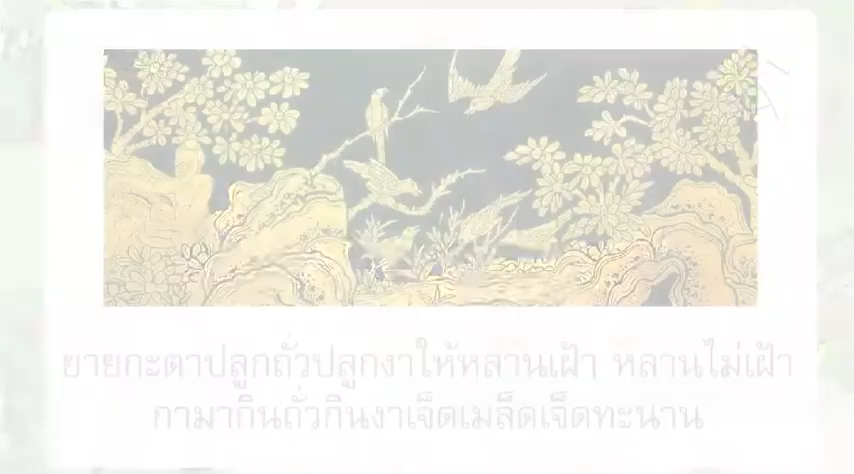 ยายกะตาปลูกถั่วปลูกงาให้หลานเฝ้า หลานไม่เฝ้า
กามากินถั่วกินงาเจ็ดเมล็ดเจ็ดทะนาน